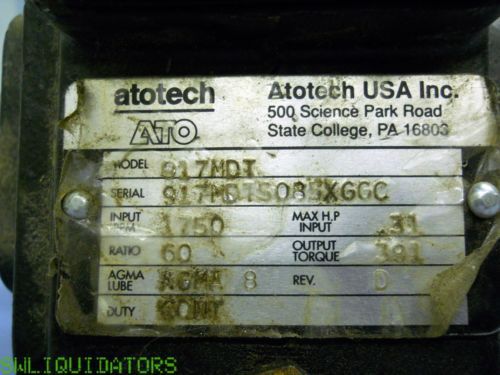 atotech
ATO
Atotech USA Inc.
500 Science Park Road
State College, PA 16803
MODEL 917MDT
SERIAL
INPUT RPM 1750 MAX H.P INPUT .31
RATIO 60 OUTPUT TORQUE 391
AGMA LUBE AGMA 8 REV. D
DUTY CONT
SWLIQUIDATORS